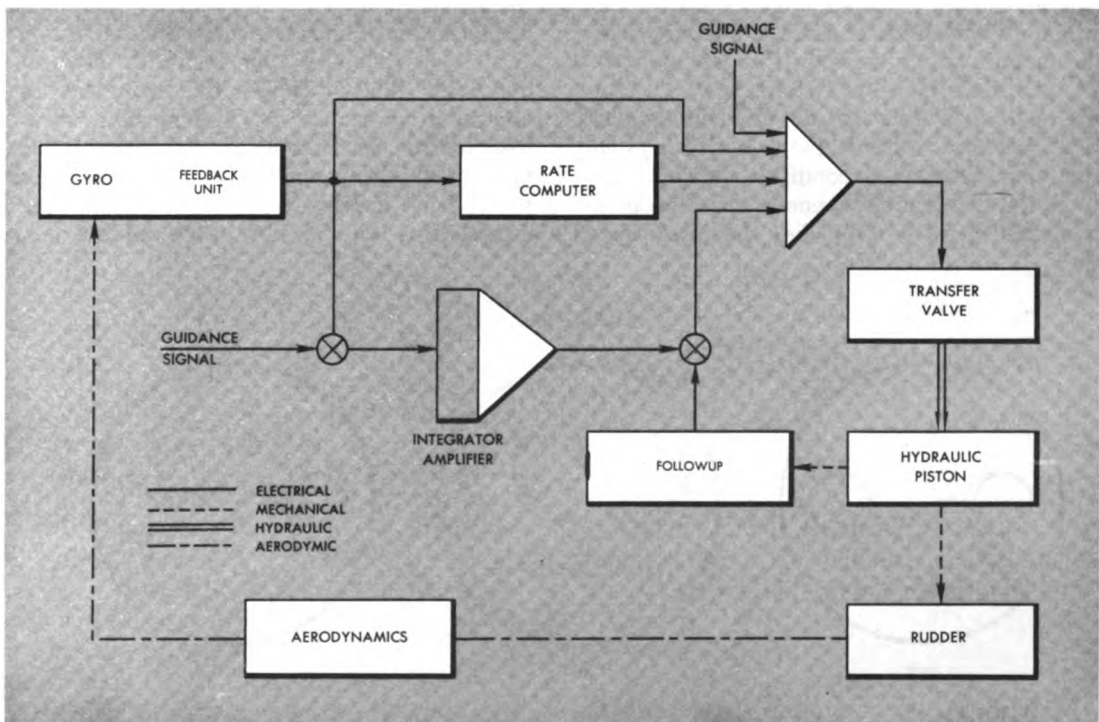 GUIDANCE
SIGNAL
GYRO
FEEDBACK
UNIT
RATE
COMPUTER
TRANSFER
VALVE
GUIDANCE
SIGNAL
INTEGRATOR
AMPLIFIER
FOLLOWUP
HYDRAULIC
PISTON
ELECTRICAL
MECHANICAL
HYDRAULIC
AERODYMIC
AERODYNAMICS
RUDDER